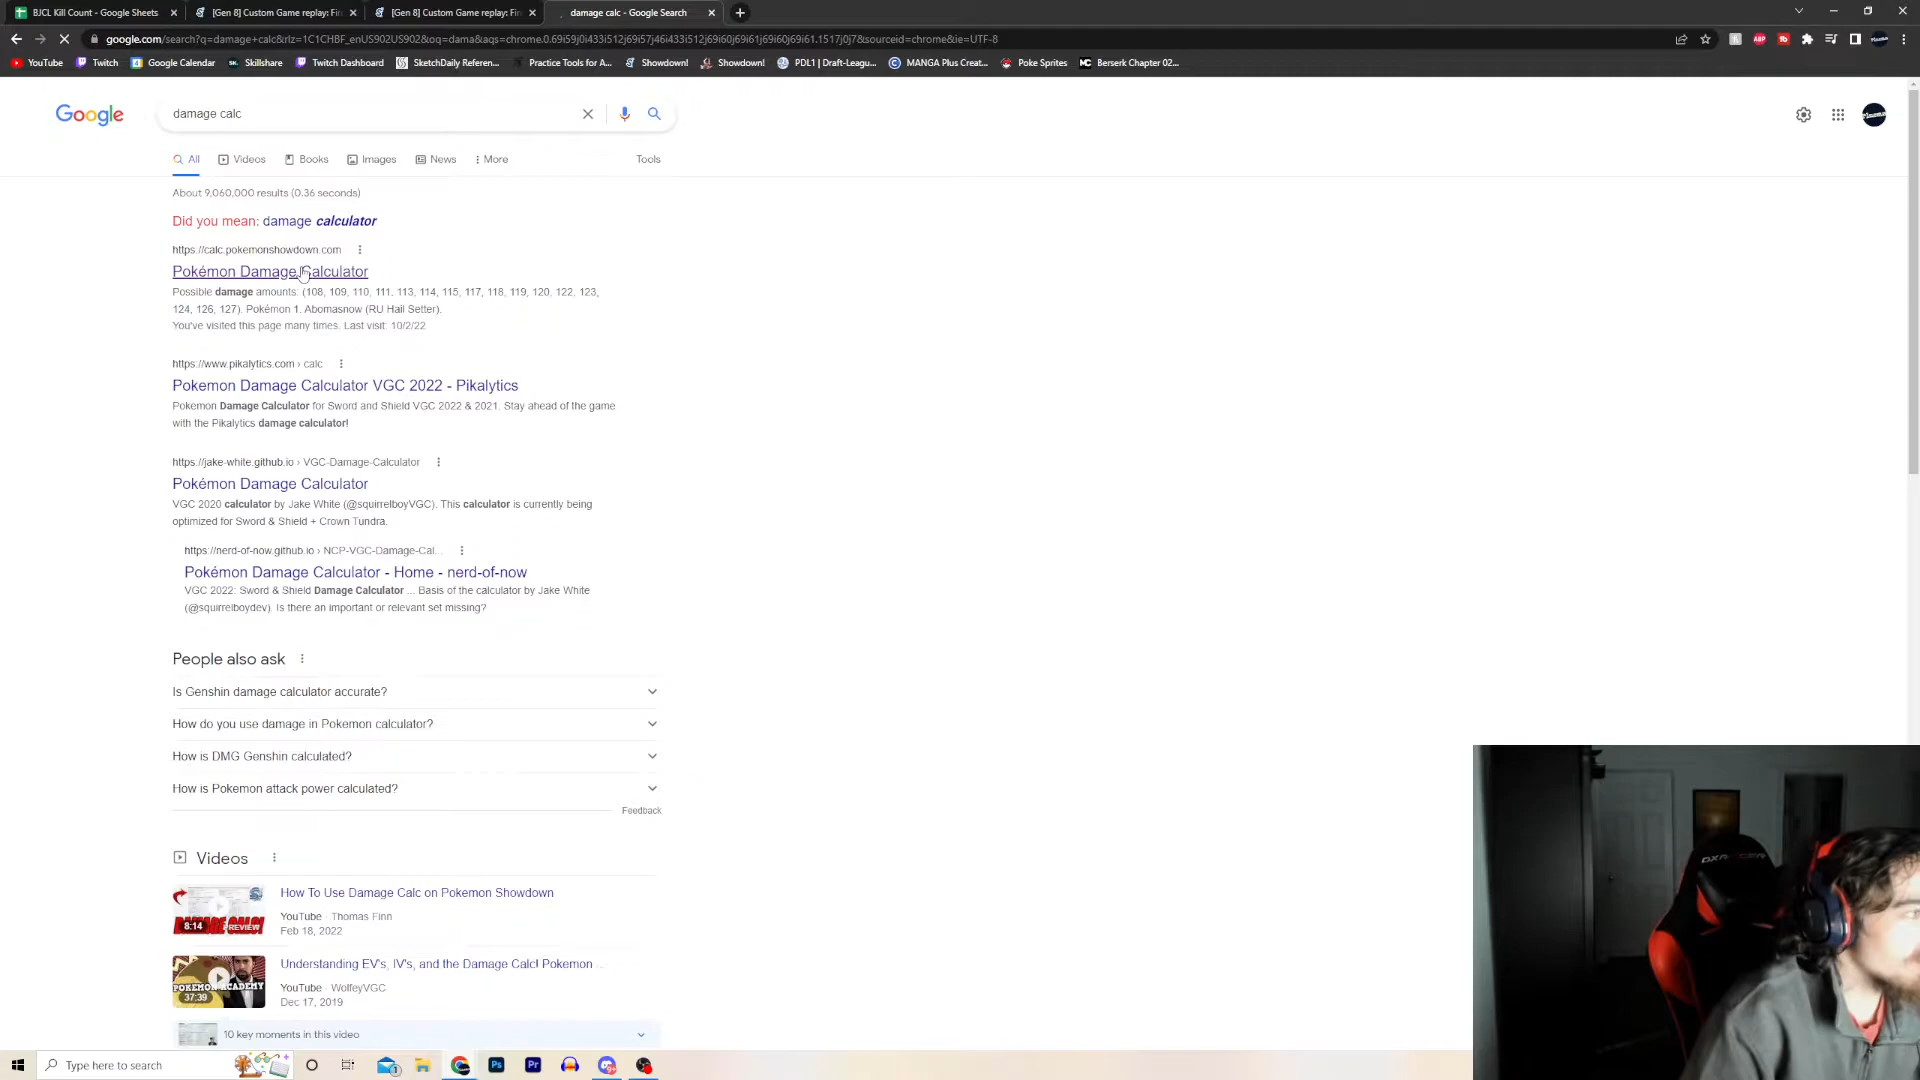 BJCL Kill Count - Google Sheets
[Gen 8] Custom Game replay: Fir
[Gen 8] Custom Game replay: Fir
damage calc - Google Search
google.com/search?q=damage+calc&rlz=1C1CHBF_enUS902US902&oq=dama&aqs=chrome.0.69i59j0i433i512j69i57j46i433i512j69i60j69i61j69i60j69i61.1517j0j7&sourceid=chrome&ie=UTF-8
YouTube
Twitch
Google Calendar
Skillshare
Twitch Dashboard
SketchDaily Referen...
Practice Tools for A...
Showdown!
Showdown!
PDL1 | Draft-Leagu...
MANGA Plus Creat...
Poke Sprites
MC Berserk Chapter 02...
Google
damage calc
All
Videos
Books
Images
News
More
Tools
About 9,060,000 results (0.36 seconds)
Did you mean: damage calculator
https://calc.pokemonshowdown.com
Pokémon Damage Calculator
Possible damage amounts: (108, 109, 110, 111. 113, 114, 115, 117, 118, 119, 120, 122, 123,
124, 126, 127). Pokémon 1. Abomasnow (RU Hail Setter).
You've visited this page many times. Last visit: 10/2/22
https://www.pikalytics.com › calc
Pokemon Damage Calculator VGC 2022 - Pikalytics
Pokemon Damage Calculator for Sword and Shield VGC 2022 & 2021. Stay ahead of the game
with the Pikalytics damage calculator!
https://jake-white.github.io › VGC-Damage-Calculator
Pokémon Damage Calculator
VGC 2020 calculator by Jake White (@squirrelboyVGC). This calculator is currently being
optimized for Sword & Shield + Crown Tundra.
https://nerd-of-now.github.io › NCP-VGC-Damage-Cal...
Pokémon Damage Calculator - Home - nerd-of-now
VGC 2022: Sword & Shield Damage Calculator ... Basis of the calculator by Jake White
(@squirrelboydev). Is there an important or relevant set missing?
People also ask
Is Genshin damage calculator accurate?
How do you use damage in Pokemon calculator?
How is DMG Genshin calculated?
How is Pokemon attack power calculated?
Feedback
Videos
DAMAGE CALCS!
8:14
PREVIEW
How To Use Damage Calc on Pokemon Showdown
YouTube · Thomas Finn
Feb 18, 2022
POKEMON ACADEMY
37:39
Understanding EV's, IV's, and the Damage Calc! Pokemon ...
YouTube · WolfeyVGC
Dec 17, 2019
10 key moments in this video
DXRACER
Type here to search